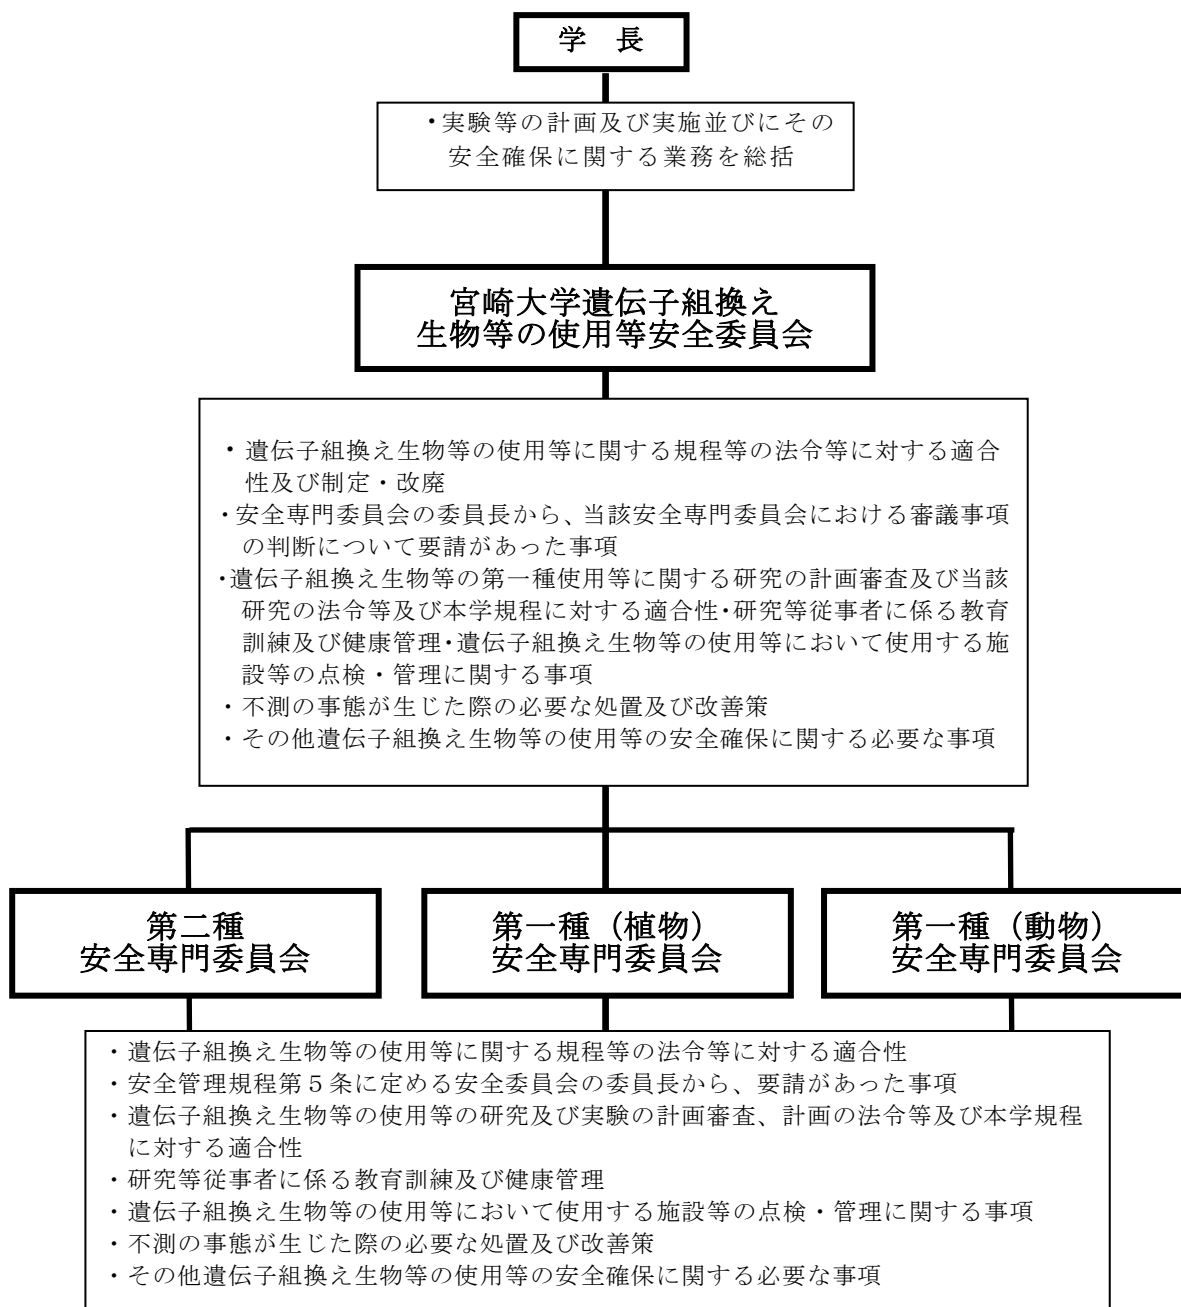 学　長
・実験等の計画及び実施並びにその
安全確保に関する業務を総括
宮崎大学遺伝子組換え
生物等の使用等安全委員会
・遺伝子組換え生物等の使用等に関する規程等の法令等に対する適合
性及び制定・改廃
・安全専門委員会の委員長から、当該安全専門委員会における審議事項
の判断について要請があった事項
・遺伝子組換え生物等の第一種使用等に関する研究の計画審査及び当該
研究の法令等及び本学規程に対する適合性・研究等従事者に係る教育
訓練及び健康管理・遺伝子組換え生物等の使用等において使用する施
設等の点検・管理に関する事項
・不測の事態が生じた際の必要な処置及び改善策
・その他遺伝子組換え生物等の使用等の安全確保に関する必要な事項
第二種
安全専門委員会
第一種（植物）
安全専門委員会
第一種（動物）
安全専門委員会
・遺伝子組換え生物等の使用等に関する規程等の法令等に対する適合性
・安全管理規程第５条に定める安全委員会の委員長から、要請があった事項
・遺伝子組換え生物等の使用等の研究及び実験の計画審査、計画の法令等及び本学規程
に対する適合性
・研究等従事者に係る教育訓練及び健康管理
・遺伝子組換え生物等の使用等において使用する施設等の点検・管理に関する事項
・不測の事態が生じた際の必要な処置及び改善策
・その他遺伝子組換え生物等の使用等の安全確保に関する必要な事項